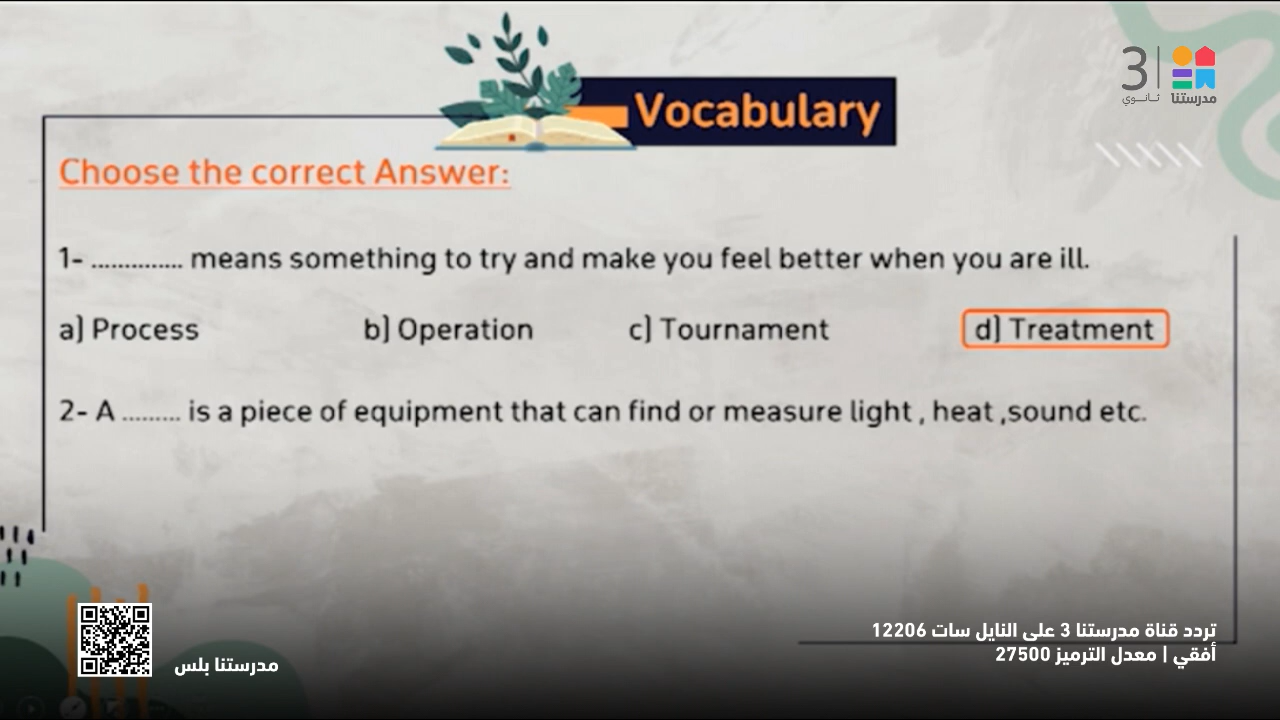 3
ثانوي
مدرستنا
Vocabulary
Choose the correct Answer:
1- .............. means something to try and make you feel better when you are ill.
a) Process b) Operation c) Tournament d) Treatment
2- A ......... is a piece of equipment that can find or measure light , heat ,sound etc.
تردد قناة مدرستنا 3 على النايل سات 12206
أفقي | معدل الترميز 27500
مدرستنا بلس